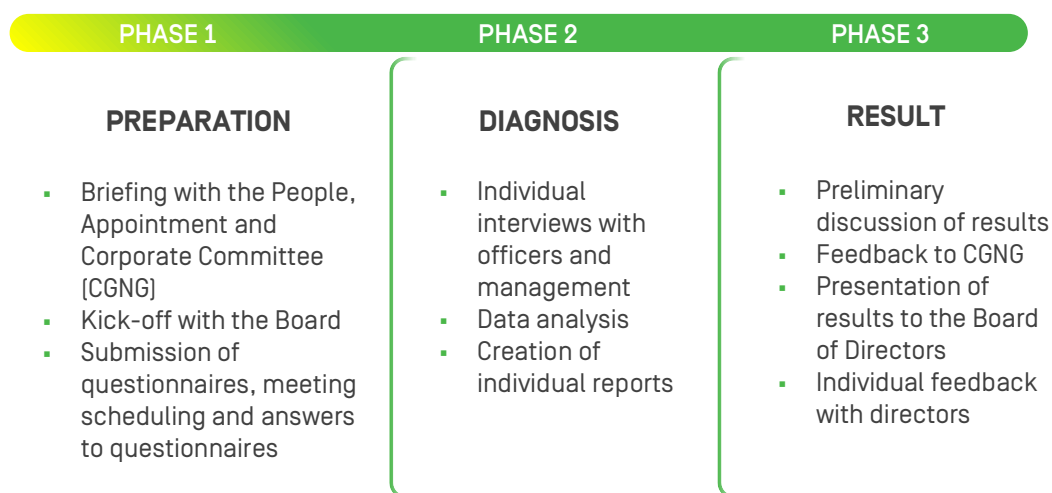 PHASE 1
PHASE 2
PHASE 3
PREPARATION
▪ Briefing with the People,
Appointment and
Corporate Committee
(CGNG)
▪ Kick-off with the Board
▪ Submission of
questionnaires, meeting
scheduling and answers
to questionnaires
DIAGNOSIS
▪ Individual
interviews with
officers and
management
▪ Data analysis
▪ Creation of
individual reports
RESULT
▪ Preliminary
discussion of results
▪ Feedback to CGNG
▪ Presentation of
results to the Board
of Directors
▪ Individual feedback
with directors